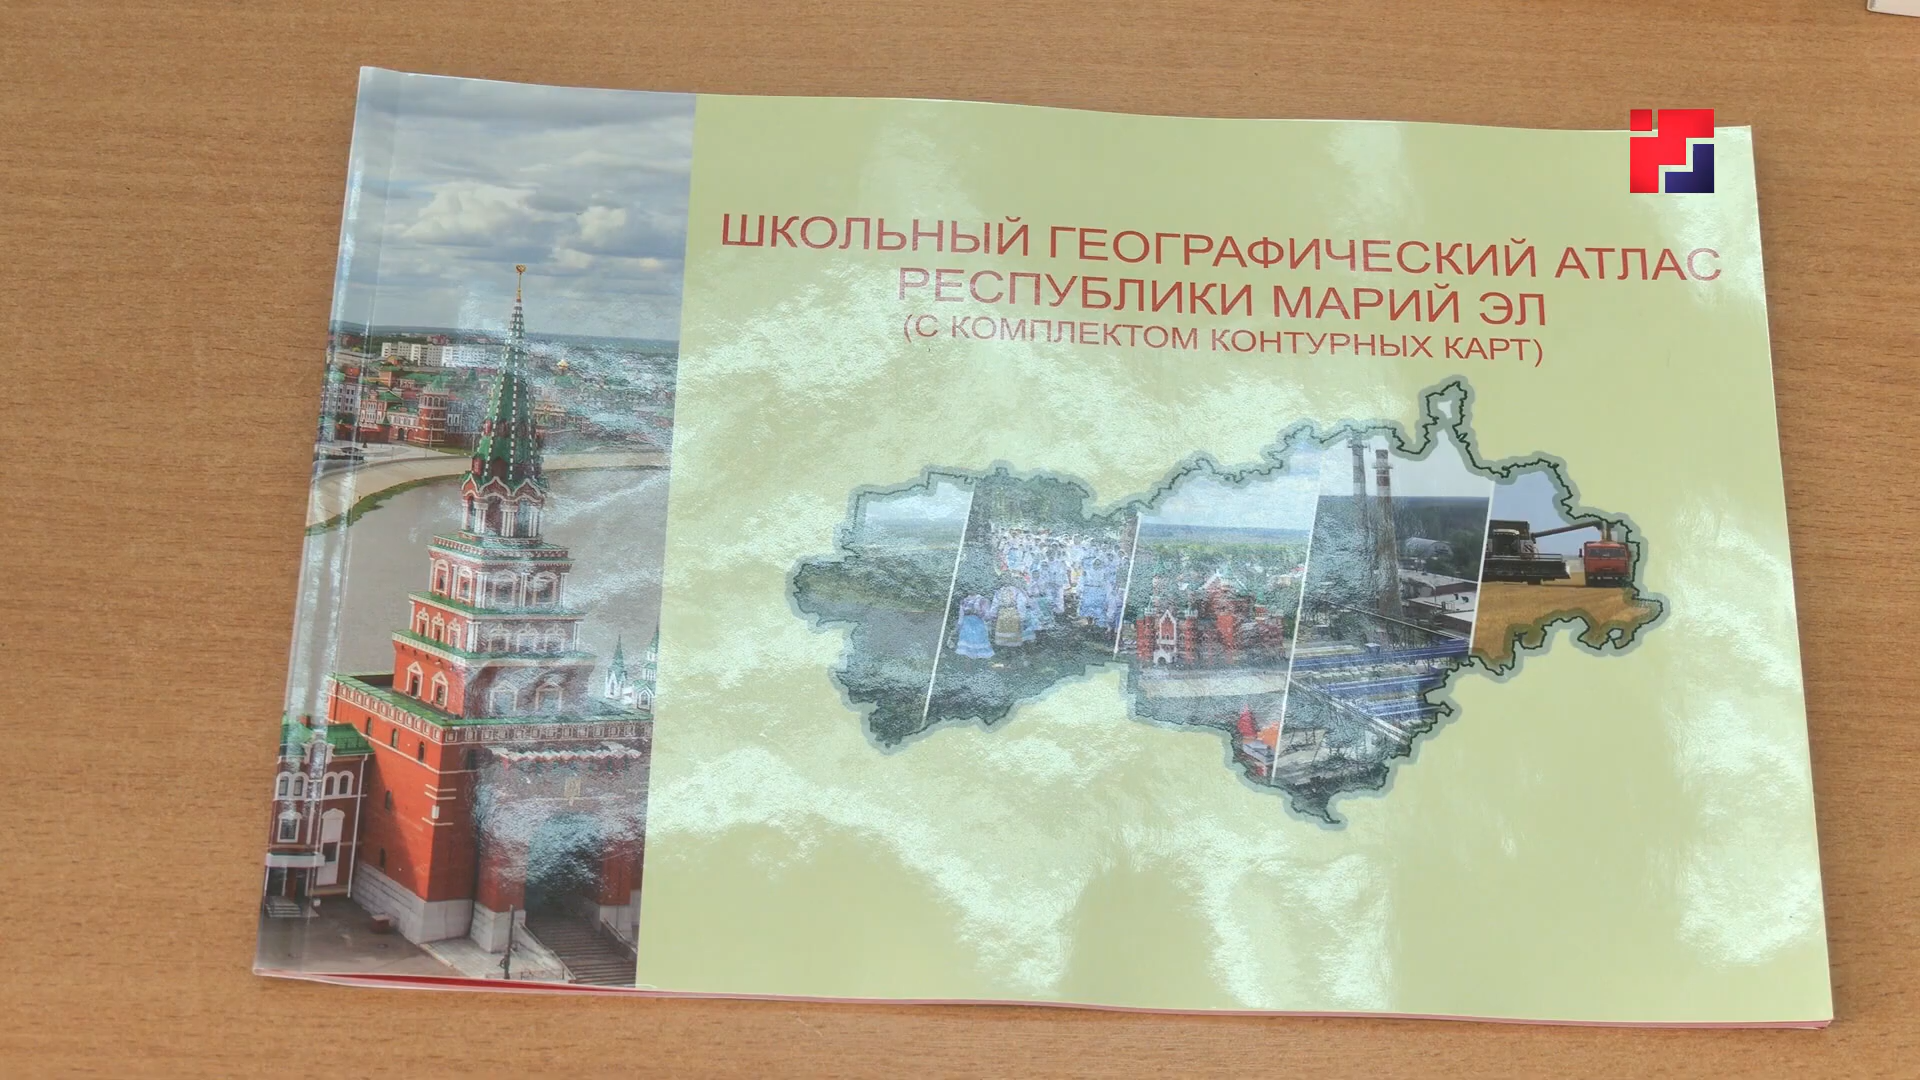 ШКОЛЬНЫЙ ГЕОГРАФИЧЕСКИЙ АТЛАС
РЕСПУБЛИКИ МАРИЙ ЭЛ
(С КОМПЛЕКТОМ КОНТУРНЫХ КАРТ)